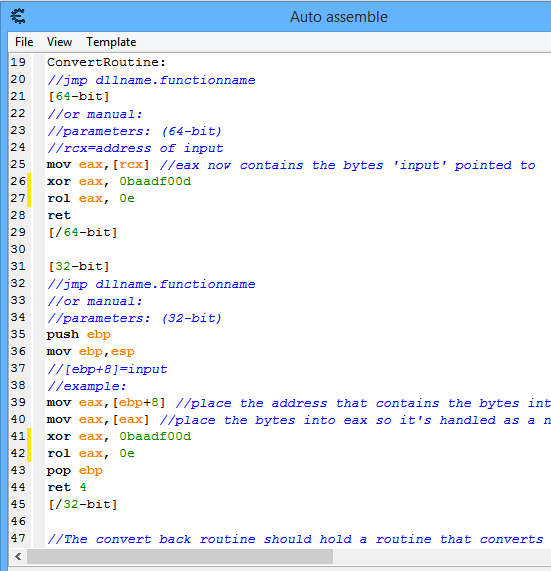 Auto assemble
File View Template
19 ConvertRoutine:
20 //jmp dllname.functionname
21 [64-bit]
22 //or manual:
23 //parameters: (64-bit)
24 //rcx=address of input
25 mov eax,[rcx] //eax now contains the bytes 'input' pointed to
26 xor eax, 0baadf00d
27 rol eax, 0e
28 ret
29 [/64-bit]
30
31 [32-bit]
32 //jmp dllname.functionname
33 //or manual:
34 //parameters: (32-bit)
35 push ebp
36 mov ebp,esp
37 //[ebp+8]=input
38 //example:
39 mov eax,[ebp+8] //place the address that contains the bytes int
40 mov eax,[eax] //place the bytes into eax so it's handled as a n
41 xor eax, 0baadf00d
42 rol eax, 0e
43 pop ebp
44 ret 4
45 [/32-bit]
46
47 //The convert back routine should hold a routine that converts